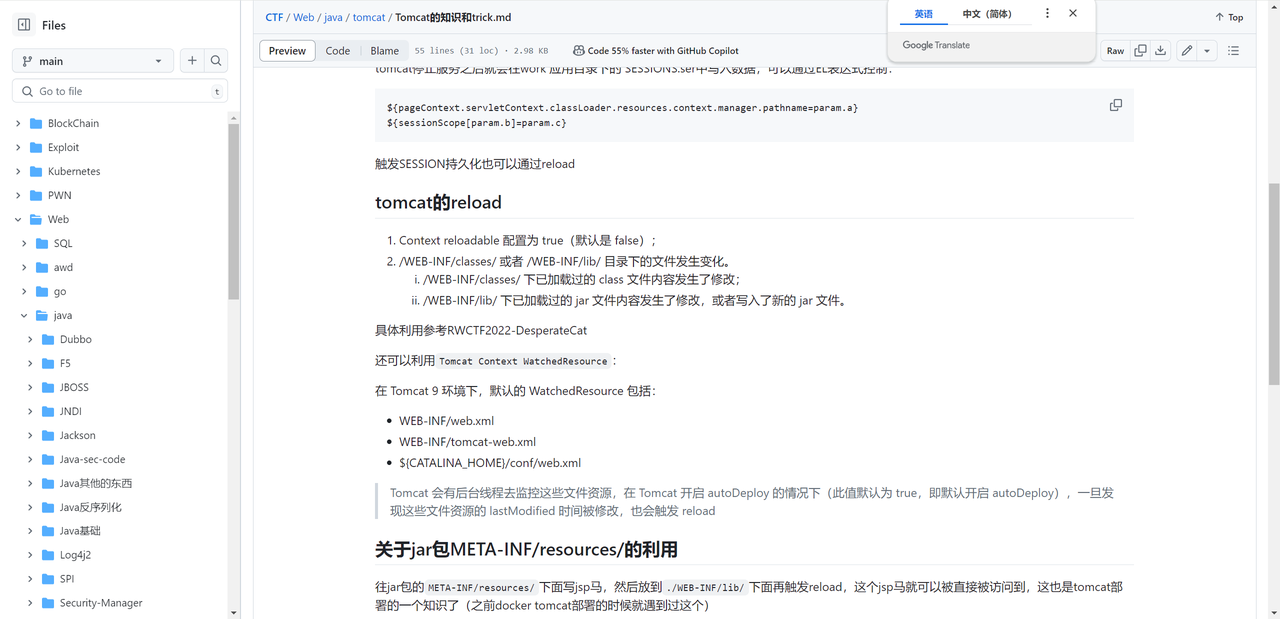 Files
main
Go to file
t
BlockChain
Exploit
Kubernetes
PWN
Web
SQL
awd
go
java
Dubbo
F5
JBOSS
JNDI
Jackson
Java-sec-code
Java其他的东西
Java反序列化
Java基础
Log4j2
SPI
Security-Manager
CTF / Web / java / tomcat / Tomcat的知识和trick.md
Top
Preview Code Blame 55 lines (31 loc) · 2.98 KB Code 55% faster with GitHub Copilot
Raw
英语 中文（简体）
Google Translate
tomcat停止服务之后就会在work 应用目录下的 SESSIONS.ser中写入数据，可以通过EL表达式控制：
${pageContext.servletContext.classLoader.resources.context.manager.pathname=param.a}
${sessionScope[param.b]=param.c}
触发SESSION持久化也可以通过reload
tomcat的reload
1. Context reloadable 配置为 true（默认是 false）；
2. /WEB-INF/classes/ 或者 /WEB-INF/lib/ 目录下的文件发生变化。
i. /WEB-INF/classes/ 下已加载过的 class 文件内容发生了修改；
ii. /WEB-INF/lib/ 下已加载过的 jar 文件内容发生了修改，或者写入了新的 jar 文件。
具体利用参考RWCTF2022-DesperateCat
还可以利用 Tomcat Context WatchedResource ：
在 Tomcat 9 环境下，默认的 WatchedResource 包括：
• WEB-INF/web.xml
• WEB-INF/tomcat-web.xml
• ${CATALINA_HOME}/conf/web.xml
Tomcat 会有后台线程去监控这些文件资源，在 Tomcat 开启 autoDeploy 的情况下（此值默认为 true，即默认开启 autoDeploy），一旦发
现这些文件资源的 lastModified 时间被修改，也会触发 reload
关于jar包META-INF/resources/的利用
往jar包的 META-INF/resources/ 下面写jsp马，然后放到 ./WEB-INF/lib/ 下面再触发reload，这个jsp马就可以被直接被访问到，这也是tomcat部
署的一个知识了（之前docker tomcat部署的时候就遇到过这个）